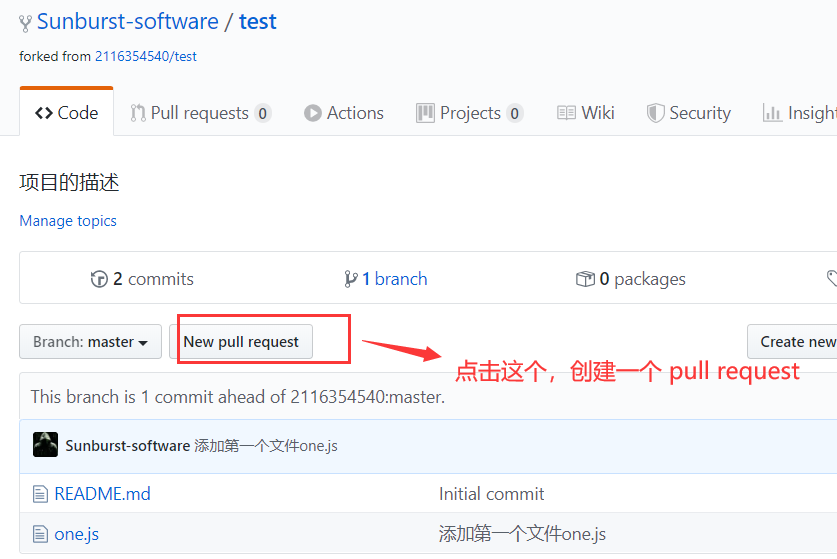 Sunburst-software / test
forked from 2116354540/test
Code Pull requests 0 Actions Projects 0 Wiki Security Insight
项目的描述
Manage topics
2 commits 1 branch 0 packages
Branch: master New pull request Create new
点击这个，创建一个 pull request
This branch is 1 commit ahead of 2116354540:master.
Sunburst-software 添加第一个文件one.js
README.md Initial commit
one.js 添加第一个文件one.js